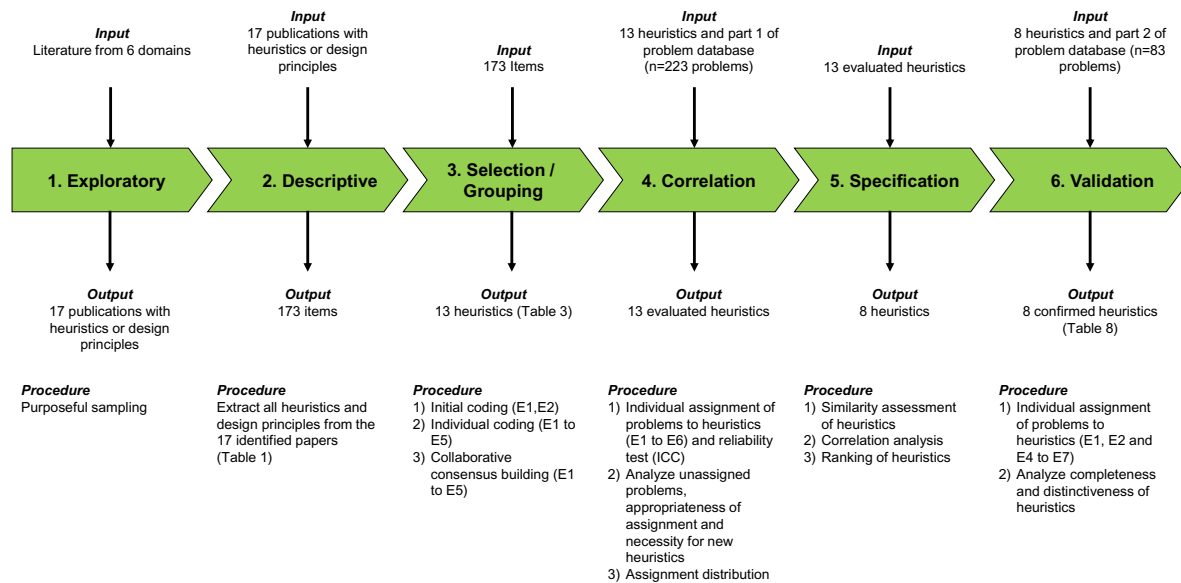 Input
Literature from 6 domains
Input
17 publications with
heuristics or design
principles
Input
173 Items
Input
13 heuristics and part 1 of
problem database
(n=223 problems)
Input
13 evaluated heuristics
Input
8 heuristics and part 2 of
problem database (n=83
problems)
1. Exploratory
2. Descriptive
3. Selection /
Grouping
4. Correlation
5. Specification
6. Validation
Output
17 publications with
heuristics or design
principles
Output
173 items
Output
13 heuristics (Table 3)
Output
13 evaluated heuristics
Output
8 heuristics
Output
8 confirmed heuristics
(Table 8)
Procedure
Purposeful sampling
Procedure
Extract all heuristics and
design principles from the
17 identified papers
(Table 1)
Procedure
1) Initial coding (E1,E2)
2) Individual coding (E1 to
E5)
3) Collaborative
consensus building (E1
to E5)
Procedure
1) Individual assignment of
problems to heuristics
(E1 to E6) and reliability
test (ICC)
2) Analyze unassigned
problems,
appropriateness of
assignment and
necessity for new
heuristics
3) Assignment distribution
Procedure
1) Similarity assessment
of heuristics
2) Correlation analysis
3) Ranking of heuristics
Procedure
1) Individual assignment
of problems to
heuristics (E1, E2 and
E4 to E7)
2) Analyze completeness
and distinctiveness of
heuristics